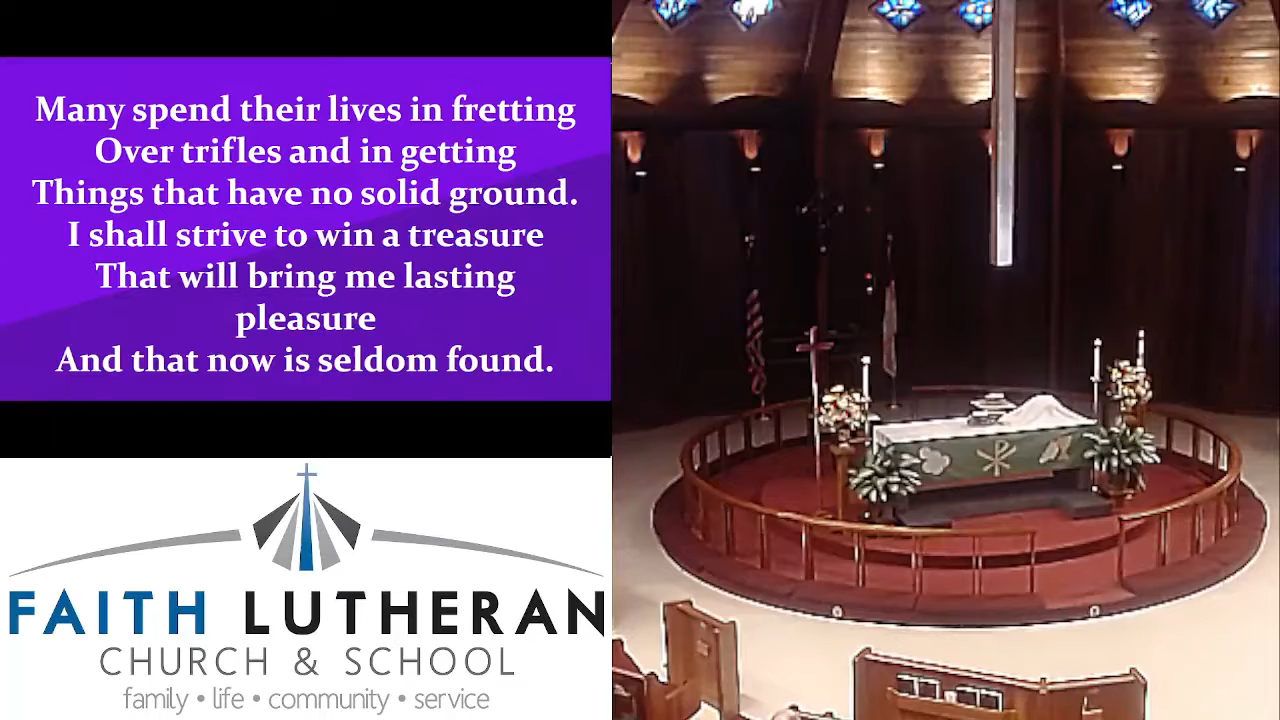 Many spend their lives in fretting
Over trifles and in getting
Things that have no solid ground.
I shall strive to win a treasure
That will bring me lasting
pleasure
And that now is seldom found.
FAITH LUTHERAN
CHURCH & SCHOOL
family • life • community • service